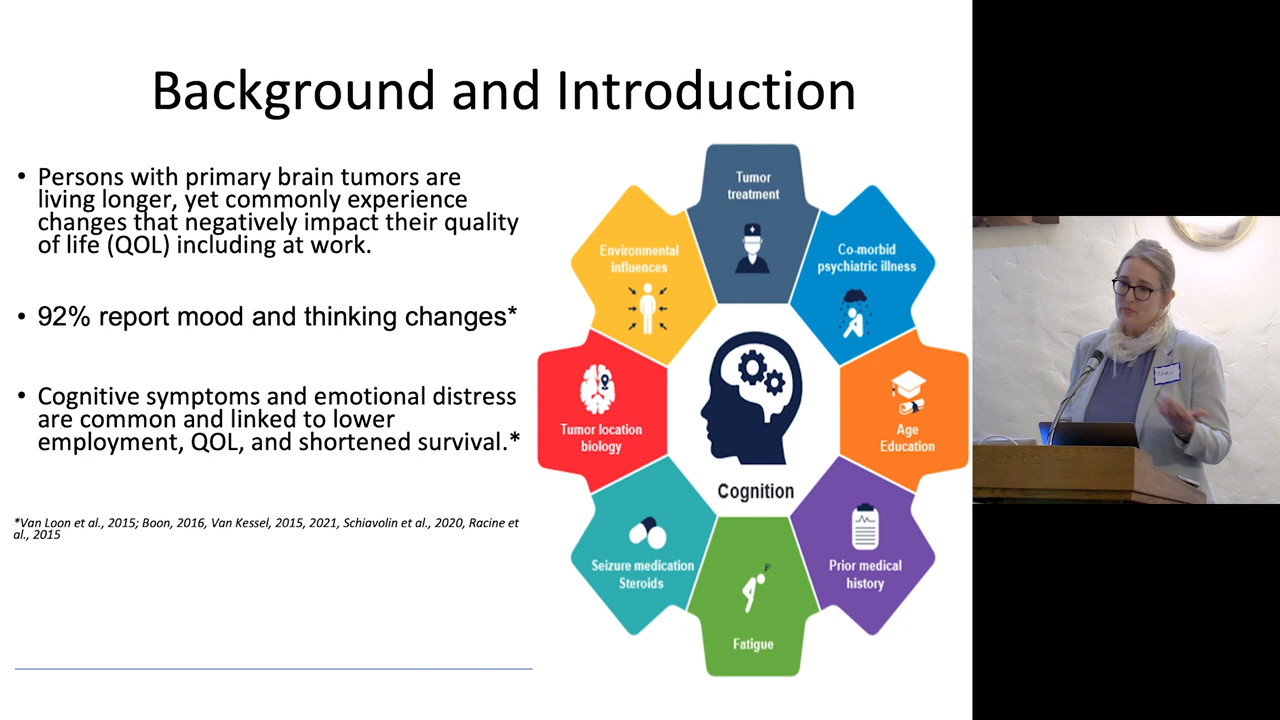 Background and Introduction
• Persons with primary brain tumors are
living longer, yet commonly experience
changes that negatively impact their quality
of life (QOL) including at work.
• 92% report mood and thinking changes*
• Cognitive symptoms and emotional distress
are common and linked to lower
employment, QOL, and shortened survival.*
*Van Loon et al., 2015; Boon, 2016, Van Kessel, 2015, 2021, Schiavolin et al., 2020, Racine et
al., 2015
Tumor
treatment
Co-morbid
psychiatric illness
Age
Education
Prior medical
history
Fatigue
Seizure medication
Steroids
Tumor location
biology
Environmental
influences
Cognition